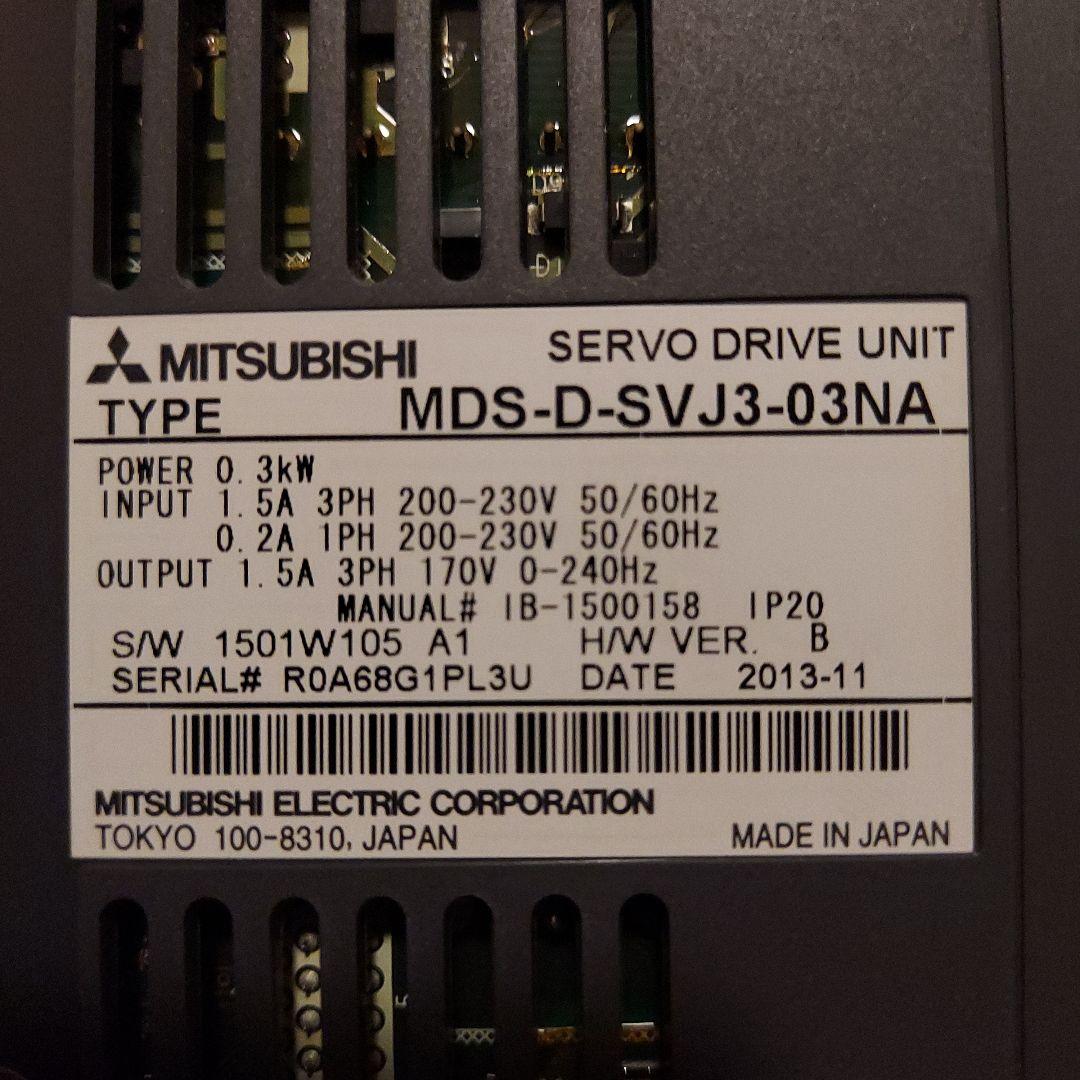 D9
D1
MITSUBISHI SERVO DRIVE UNIT
TYPE MDS-D-SVJ3-03NA
POWER 0.3kW
INPUT 1.5A 3PH 200-230V 50/60Hz
0.2A 1PH 200-230V 50/60Hz
OUTPUT 1.5A 3PH 170V 0-240Hz
MANUAL# IB-1500158 IP20
S/W 1501W105 A1 H/W VER. B
SERIAL# R0A68G1PL3U DATE 2013-11
MITSUBISHI ELECTRIC CORPORATION
TOKYO 100-8310, JAPAN MADE IN JAPAN